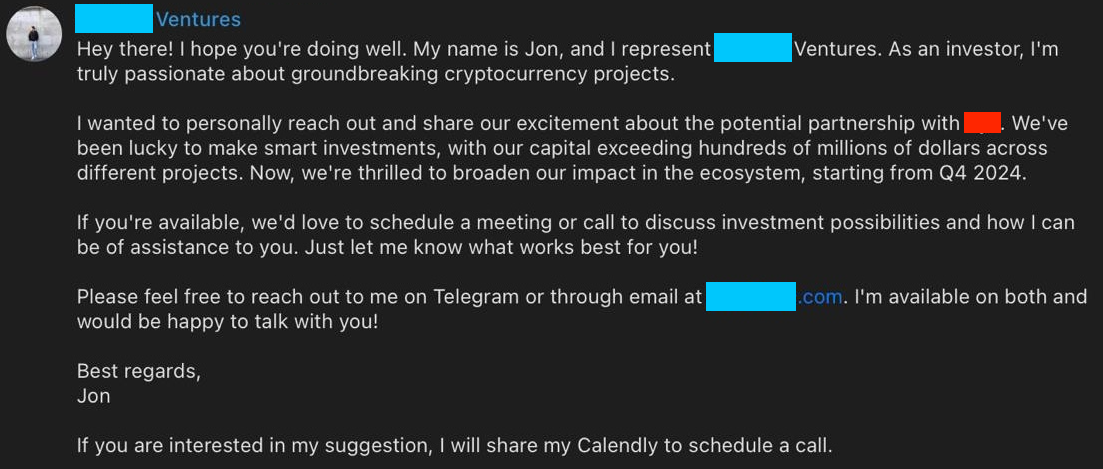 Ventures
Hey there! I hope you're doing well. My name is Jon, and I represent Ventures. As an investor, I'm
truly passionate about groundbreaking cryptocurrency projects.
I wanted to personally reach out and share our excitement about the potential partnership with . We've
been lucky to make smart investments, with our capital exceeding hundreds of millions of dollars across
different projects. Now, we're thrilled to broaden our impact in the ecosystem, starting from Q4 2024.
If you're available, we'd love to schedule a meeting or call to discuss investment possibilities and how I can
be of assistance to you. Just let me know what works best for you!
Please feel free to reach out to me on Telegram or through email at .com. I'm available on both and
would be happy to talk with you!
Best regards,
Jon
If you are interested in my suggestion, I will share my Calendly to schedule a call.